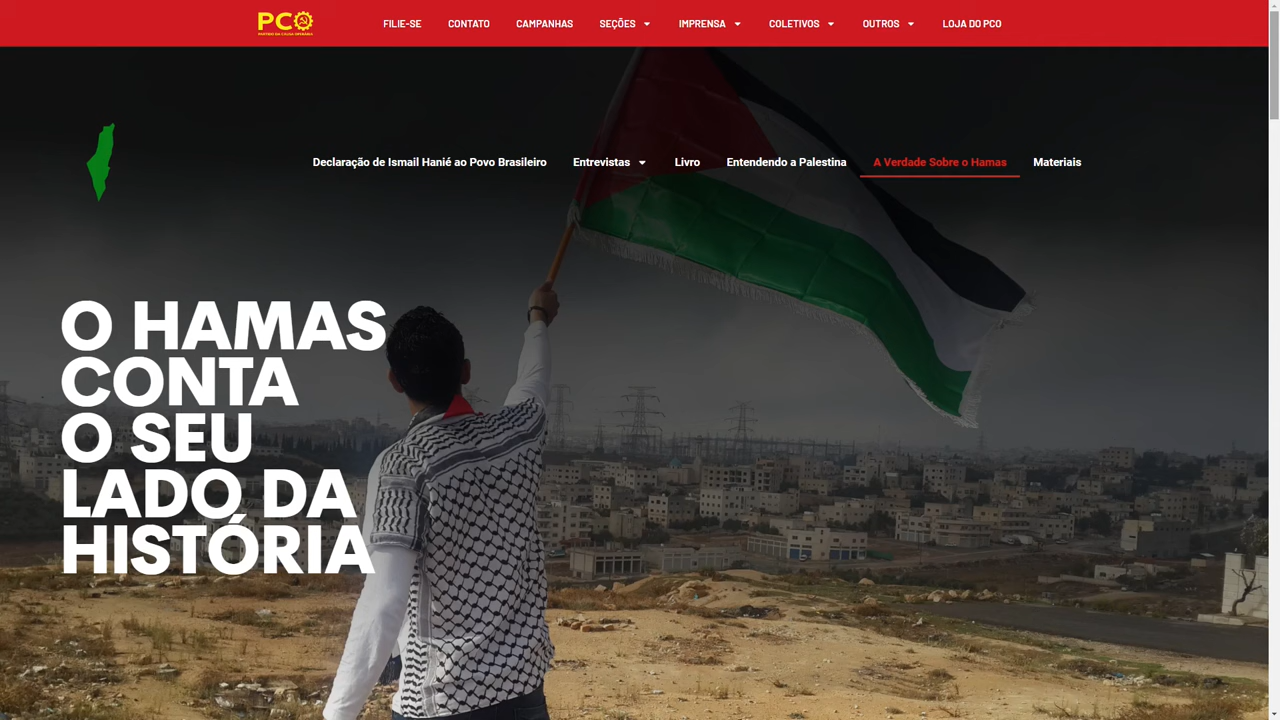 PCO
PARTIDO DA CAUSA OPERÁRIA
FILIE-SE
CONTATO
CAMPANHAS
SEÇÕES
IMPRENSA
COLETIVOS
OUTROS
LOJA DO PCO
Declaração de Ismail Hanié ao Povo Brasileiro
Entrevistas
Livro
Entendendo a Palestina
A Verdade Sobre o Hamas
Materiais
O HAMAS
CONTA
O SEU
LADO DA
HISTÓRIA